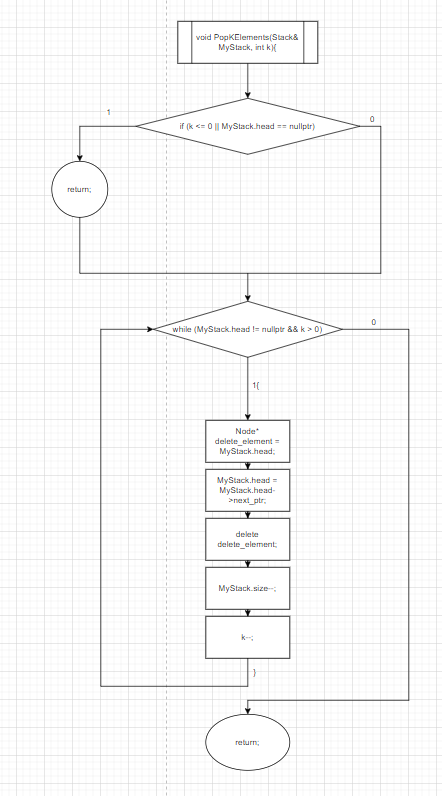 void PopKElements(Stack&
MyStack, int k){
1
0
if (k <= 0 || MyStack.head == nullptr)
return;
while (MyStack.head != nullptr && k > 0)
0
1{
Node*
delete_element =
MyStack.head;
MyStack.head =
MyStack.head-
>next_ptr;
delete
delete_element;
MyStack.size--;
k--;
}
return;